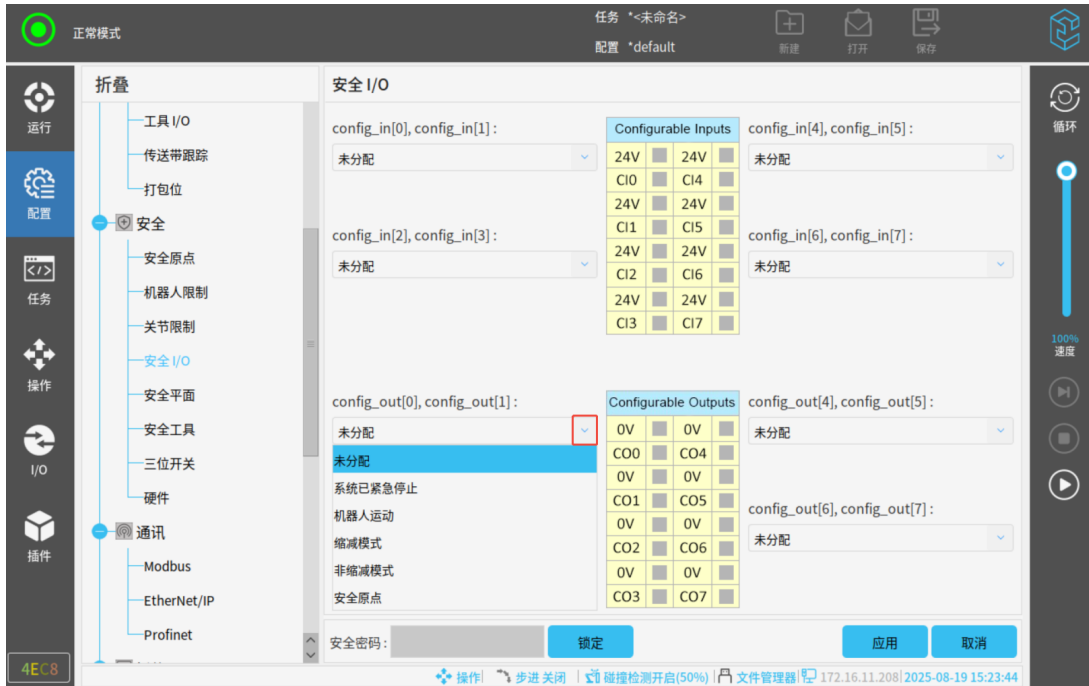 正常模式
任务 *<未命名>
配置 *default
新建
打开
保存
运行
配置
任务
操作
I/O
插件
4EC8
折叠
工具 I/O
传送带跟踪
打包位
安全
安全原点
机器人限制
关节限制
安全 I/O
安全平面
安全工具
三位开关
硬件
通讯
Modbus
EtherNet/IP
Profinet
安全 I/O
config_in[0], config_in[1] :
未分配
config_in[2], config_in[3] :
未分配
Configurable Inputs
24V 24V
CI0 CI4
24V 24V
CI1 CI5
24V 24V
CI2 CI6
24V 24V
CI3 CI7
config_in[4], config_in[5] :
未分配
config_in[6], config_in[7] :
未分配
config_out[0], config_out[1] :
未分配
未分配
系统已紧急停止
机器人运动
缩减模式
非缩减模式
安全原点
Configurable Outputs
0V 0V
CO0 CO4
0V 0V
CO1 CO5
0V 0V
CO2 CO6
0V 0V
CO3 CO7
config_out[4], config_out[5] :
未分配
config_out[6], config_out[7] :
未分配
安全密码 :
锁定
应用
取消
操作
步进 关闭
碰撞检测开启(50%)
文件管理器
172.16.11.208
2025-08-19 15:23:44
循环
100%
速度